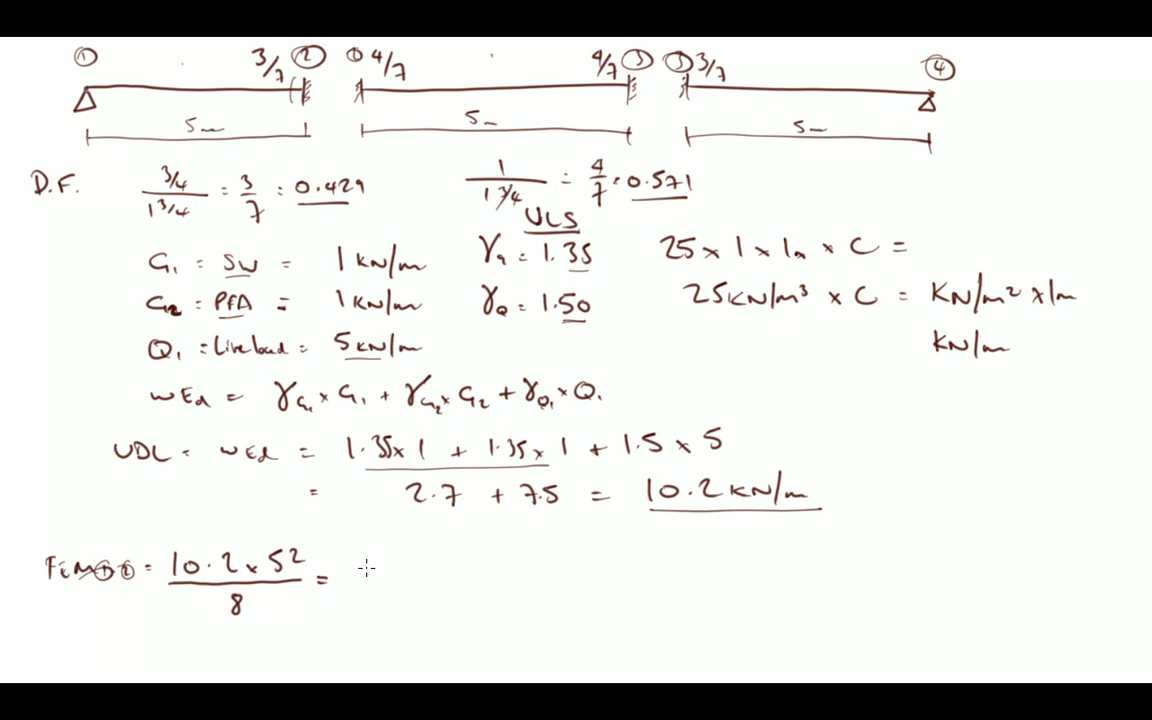 ① 3/7 ② ① 4/7 4/7 ③ ③ 3/7 ④
5m 5m 5m
D.F. 3/4 / 1 3/4 = 3/7 = 0.429 1 / 1 3/4 = 4/7 = 0.571
ULS
G1 = SW = 1 kN/m γG = 1.35 25 x 1 x 1m x C =
G2 = PFA = 1 kN/m γQ = 1.50 25kN/m³ x C = kN/m² x 1m
Q1 = Live load = 5 kN/m kN/m
wEd = γG1 x G1 + γG2 x G2 + γQ1 x Q1
UDL = wEd = 1.35 x 1 + 1.35 x 1 + 1.5 x 5
= 2.7 + 7.5 = 10.2 kN/m
FEM①② = 10.2 x 5² / 8 =